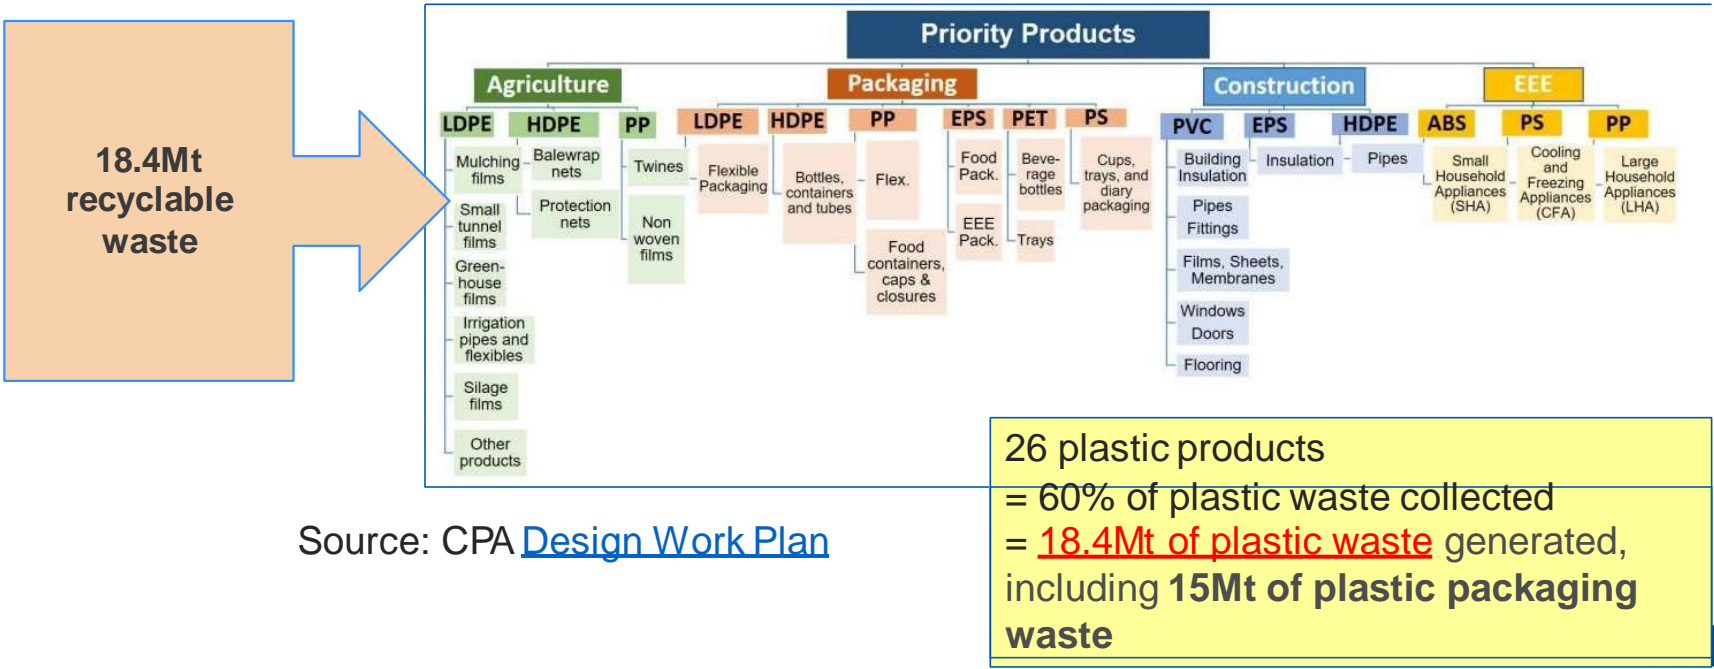 18.4Mt
recyclable
waste
Priority Products
Agriculture
LDPE
Mulching
films
Small
tunnel
films
Green-
house
films
Irrigation
pipes and
flexibles
Silage
films
Other
products
HDPE
Balewrap
nets
Protection
nets
PP
Twines
Non
woven
films
Packaging
LDPE
Flexible
Packaging
HDPE
Bottles,
containers
and tubes
PP
Flex.
Food
containers,
caps &
closures
EPS
Food
Pack.
EEE
Pack.
PET
Beve-
rage
bottles
Trays
PS
Cups,
trays, and
diary
packaging
Construction
PVC
Building
Insulation
Pipes
Fittings
Films, Sheets,
Membranes
Windows
Doors
Flooring
EPS
Insulation
HDPE
Pipes
EEE
ABS
Small
Household
Appliances
(SHA)
PS
Cooling
and
Freezing
Appliances
(CFA)
PP
Large
Household
Appliances
(LHA)
26 plastic products
= 60% of plastic waste collected
= 18.4Mt of plastic waste generated,
including 15Mt of plastic packaging
waste
Source: CPA Design Work Plan